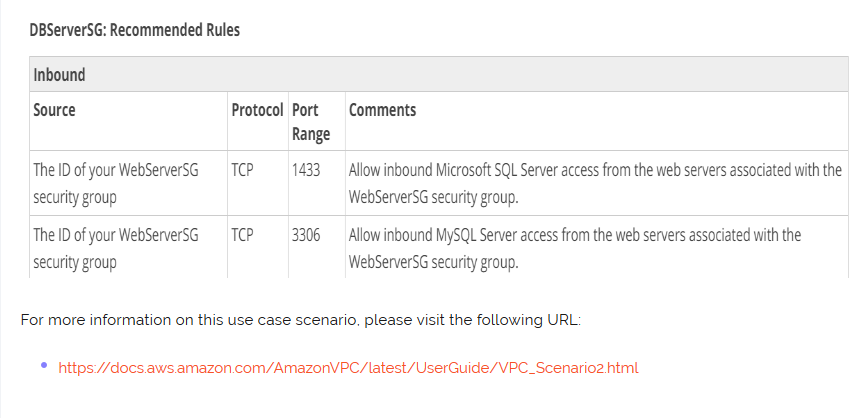 DBServerSG: Recommended Rules
Inbound
Source Protocol Port Range Comments
The ID of your WebServerSG security group TCP 1433 Allow inbound Microsoft SQL Server access from the web servers associated with the WebServerSG security group.
The ID of your WebServerSG security group TCP 3306 Allow inbound MySQL Server access from the web servers associated with the WebServerSG security group.
For more information on this use case scenario, please visit the following URL:
https://docs.aws.amazon.com/AmazonVPC/latest/UserGuide/VPC_Scenario2.html